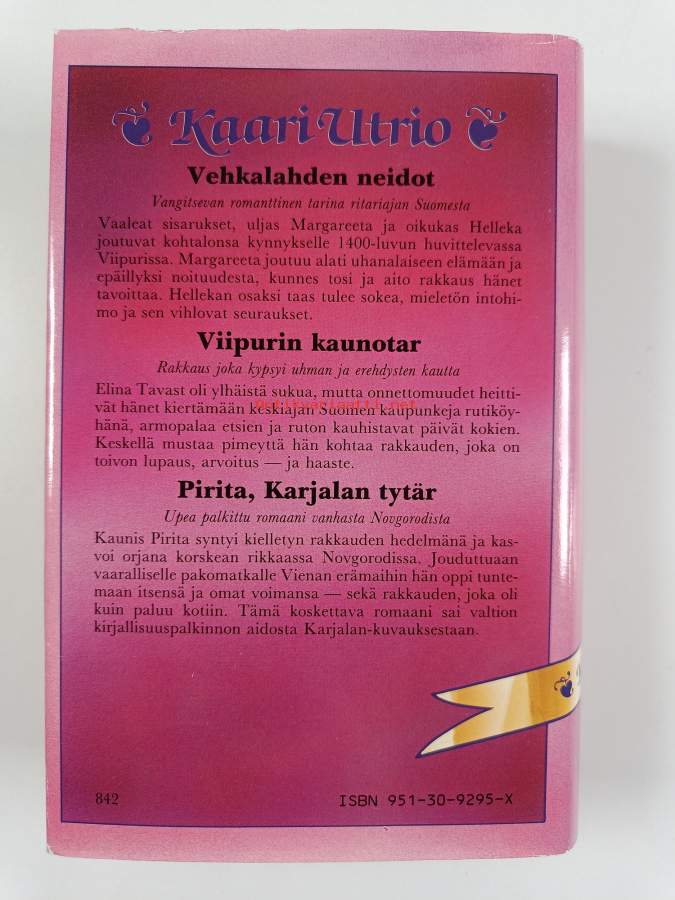 Kaari Utrio
Vehkalahden neidot
Vangitsevan romanttinen tarina ritariajan Suomesta
Vaaleat sisarukset, uljas Margareeta ja oikukas Helleka
joutuvat kohtalonsa kynnykselle 1400-luvun huvittelevassa
Viipurissa. Margareeta joutuu alati uhanalaiseen elämään ja
epäillyksi noituudesta, kunnes tosi ja aito rakkaus hänet
tavoittaa. Hellekan osaksi taas tulee sokea, mieletön intohi-
mo ja sen vihlovat seuraukset.
Viipurin kaunotar
Rakkaus joka kypsyi uhman ja erehdysten kautta
Elina Tavast oli ylhäistä sukua, mutta onnettomuudet heitti-
vät hänet kiertämään keskiajan Suomen kaupunkeja rutiköy-
hänä, armopalaa etsien ja ruton kauhistavat päivät kokien.
Keskellä mustaa pimeyttä hän kohtaa rakkauden, joka on
toivon lupaus, arvoitus — ja haaste.
Pirita, Karjalan tytär
Upea palkittu romaani vanhasta Novgorodista
Kaunis Pirita syntyi kielletyn rakkauden hedelmänä ja kas-
voi orjana korskean rikkaassa Novgorodissa. Jouduttuaan
vaaralliselle pakomatkalle Vienan erämaihin hän oppi tunte-
maan itsensä ja omat voimansa — sekä rakkauden, joka oli
kuin paluu kotiin. Tämä koskettava romaani sai valtion
kirjallisuuspalkinnon aidosta Karjalan-kuvauksestaan.
842 ISBN 951-30-9295-X